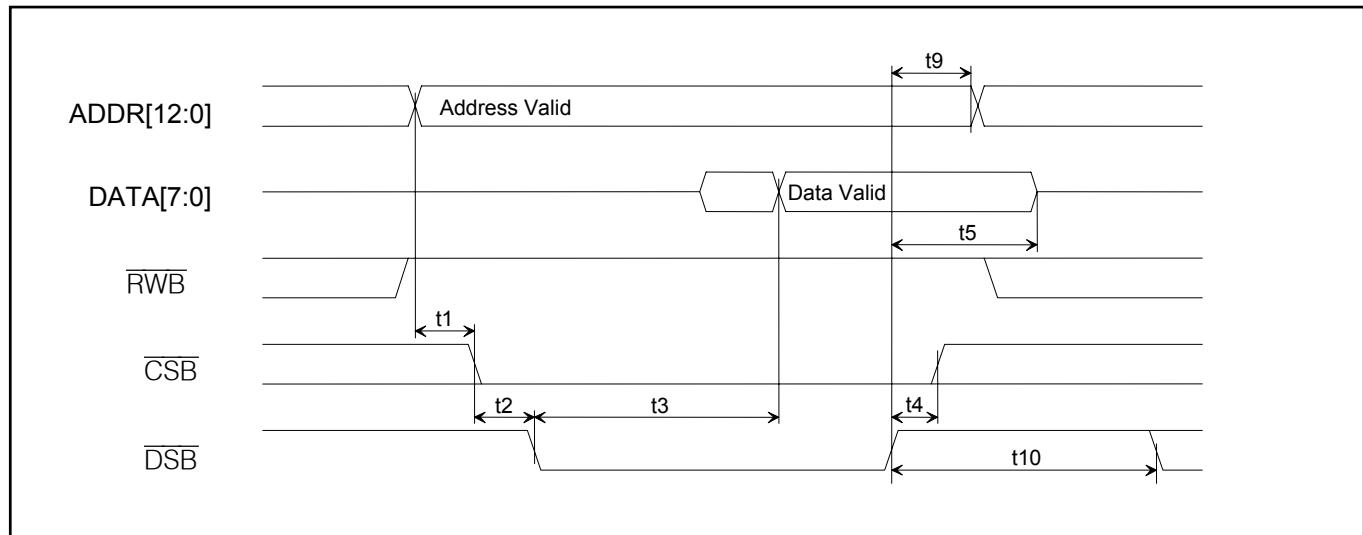 t9
ADDR[12:0]
Address Valid
DATA[7:0]
Data Valid
t5
RWB
t1
CSB
t2
t3
t4
DSB
t10